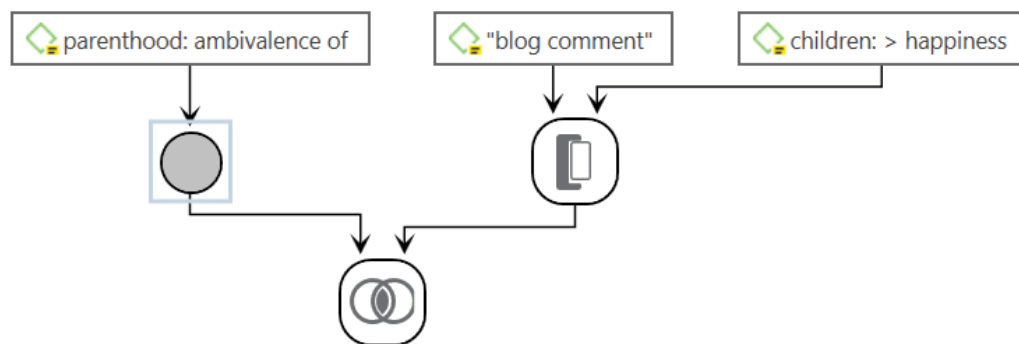 parenthood: ambivalence of
"blog comment"
children: > happiness